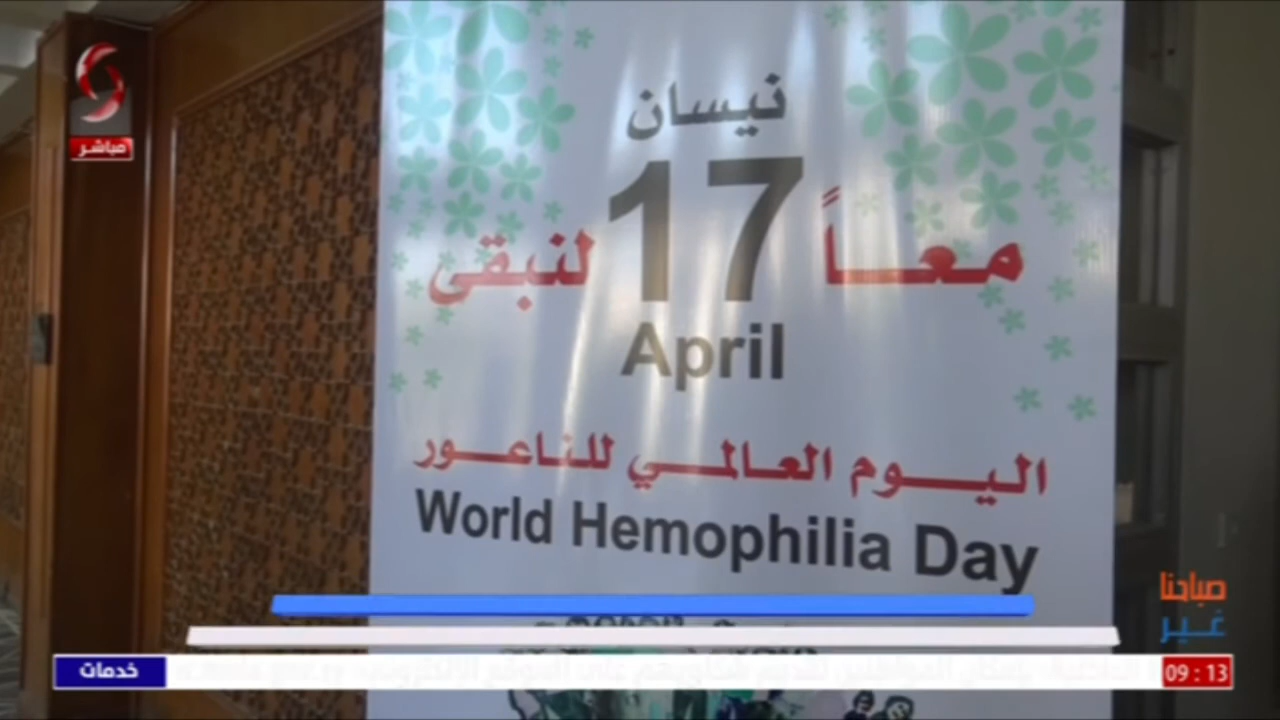 مباشر
نيسان
17
معاً لنبقى
April
اليوم العالمي للناعور
World Hemophilia Day
صباحنا
غير
خدمات
09 : 13